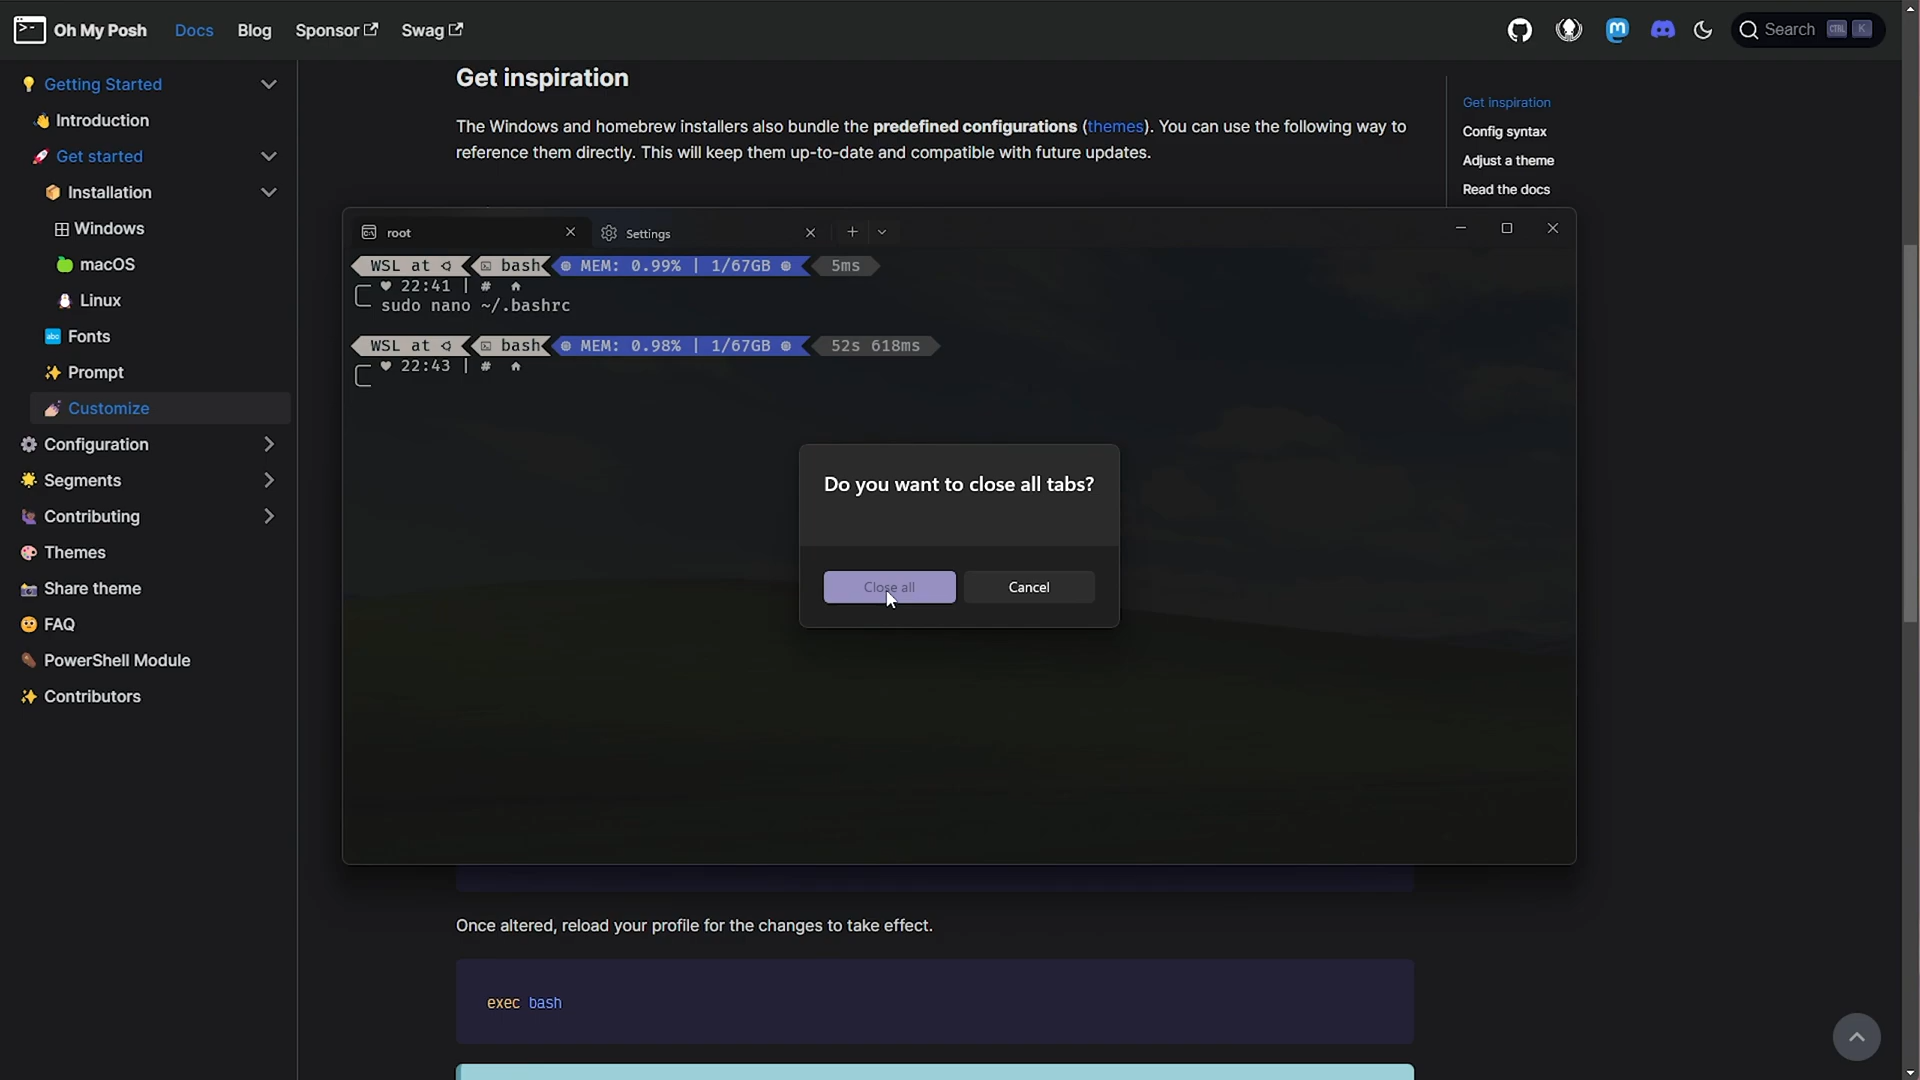 Oh My Posh Docs Blog Sponsor Swag Search CTRL K
Getting Started
Introduction
Get started
Installation
Windows
macOS
Linux
Fonts
Prompt
Customize
Configuration
Segments
Contributing
Themes
Share theme
FAQ
PowerShell Module
Contributors
Get inspiration
The Windows and homebrew installers also bundle the predefined configurations (themes). You can use the following way to
reference them directly. This will keep them up-to-date and compatible with future updates.
Get inspiration
Config syntax
Adjust a theme
Read the docs
root Settings
WSL at bash MEM: 0.99% | 1/67GB 5ms
♥ 22:41 | #
sudo nano ~/.bashrc
WSL at bash MEM: 0.98% | 1/67GB 52s 618ms
♥ 22:43 | #
Do you want to close all tabs?
Close all Cancel
Once altered, reload your profile for the changes to take effect.
exec bash